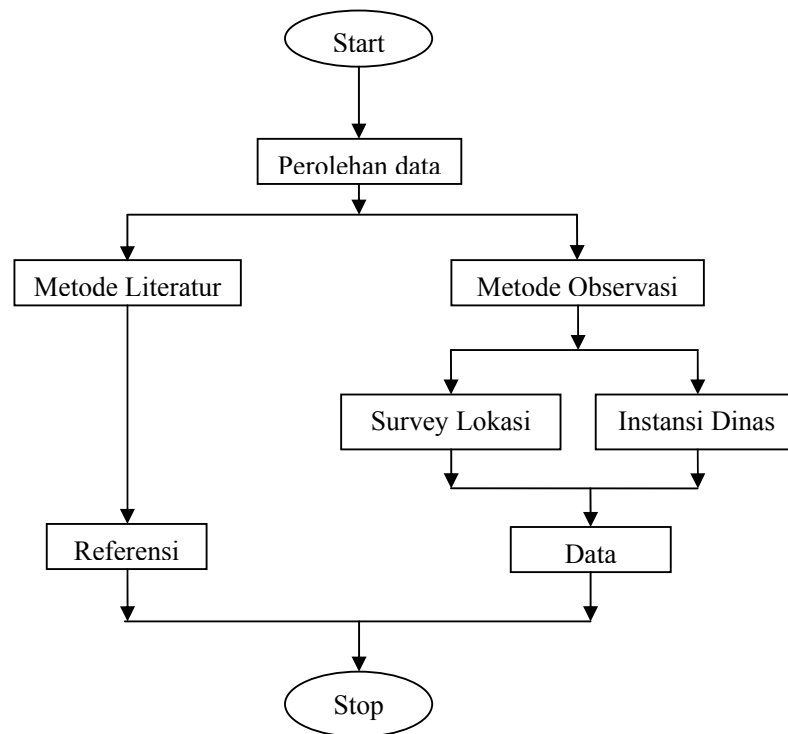 Start
Perolehan data
Metode Literatur
Metode Observasi
Survey Lokasi
Instansi Dinas
Referensi
Data
Stop